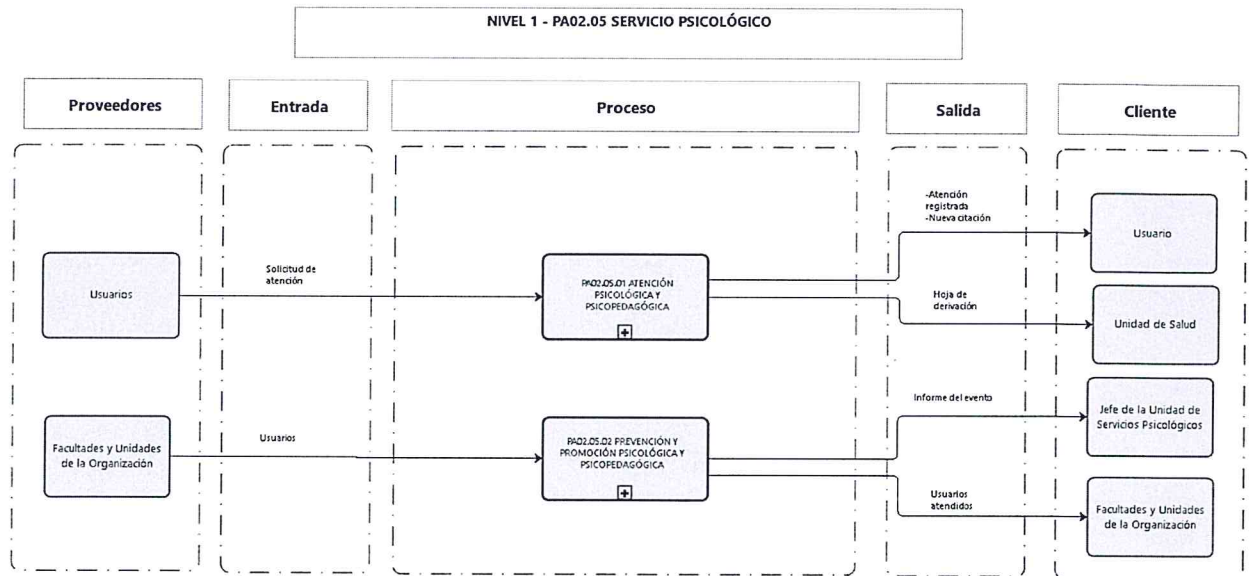 NIVEL 1 - PA02.05 SERVICIO PSICOLÓGICO
Proveedores
Entrada
Proceso
Salida
Cliente
Usuarios
Solicitud de
atención
PA02.05.01 ATENCIÓN
PSICOLÓGICA Y
PSICOPEDAGÓGICA
-Atención
registrada
-Nueva citación
Usuario
Hoja de
derivación
Unidad de Salud
Facultades y Unidades
de la Organización
Usuarios
PA02.05.02 PREVENCIÓN Y
PROMOCIÓN PSICOLÓGICA Y
PSICOPEDAGÓGICA
Informe del evento
Jefe de la Unidad de
Servicios Psicológicos
Usuarios
atendidos
Facultades y Unidades
de la Organización